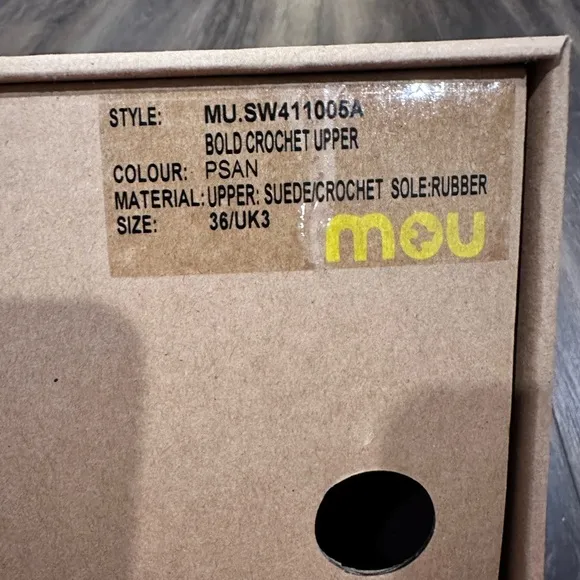 STYLE: MU.SW411005A
BOLD CROCHET UPPER
COLOUR: PSAN
MATERIAL: UPPER: SUEDE/CROCHET SOLE:RUBBER
SIZE: 36/UK3
mou